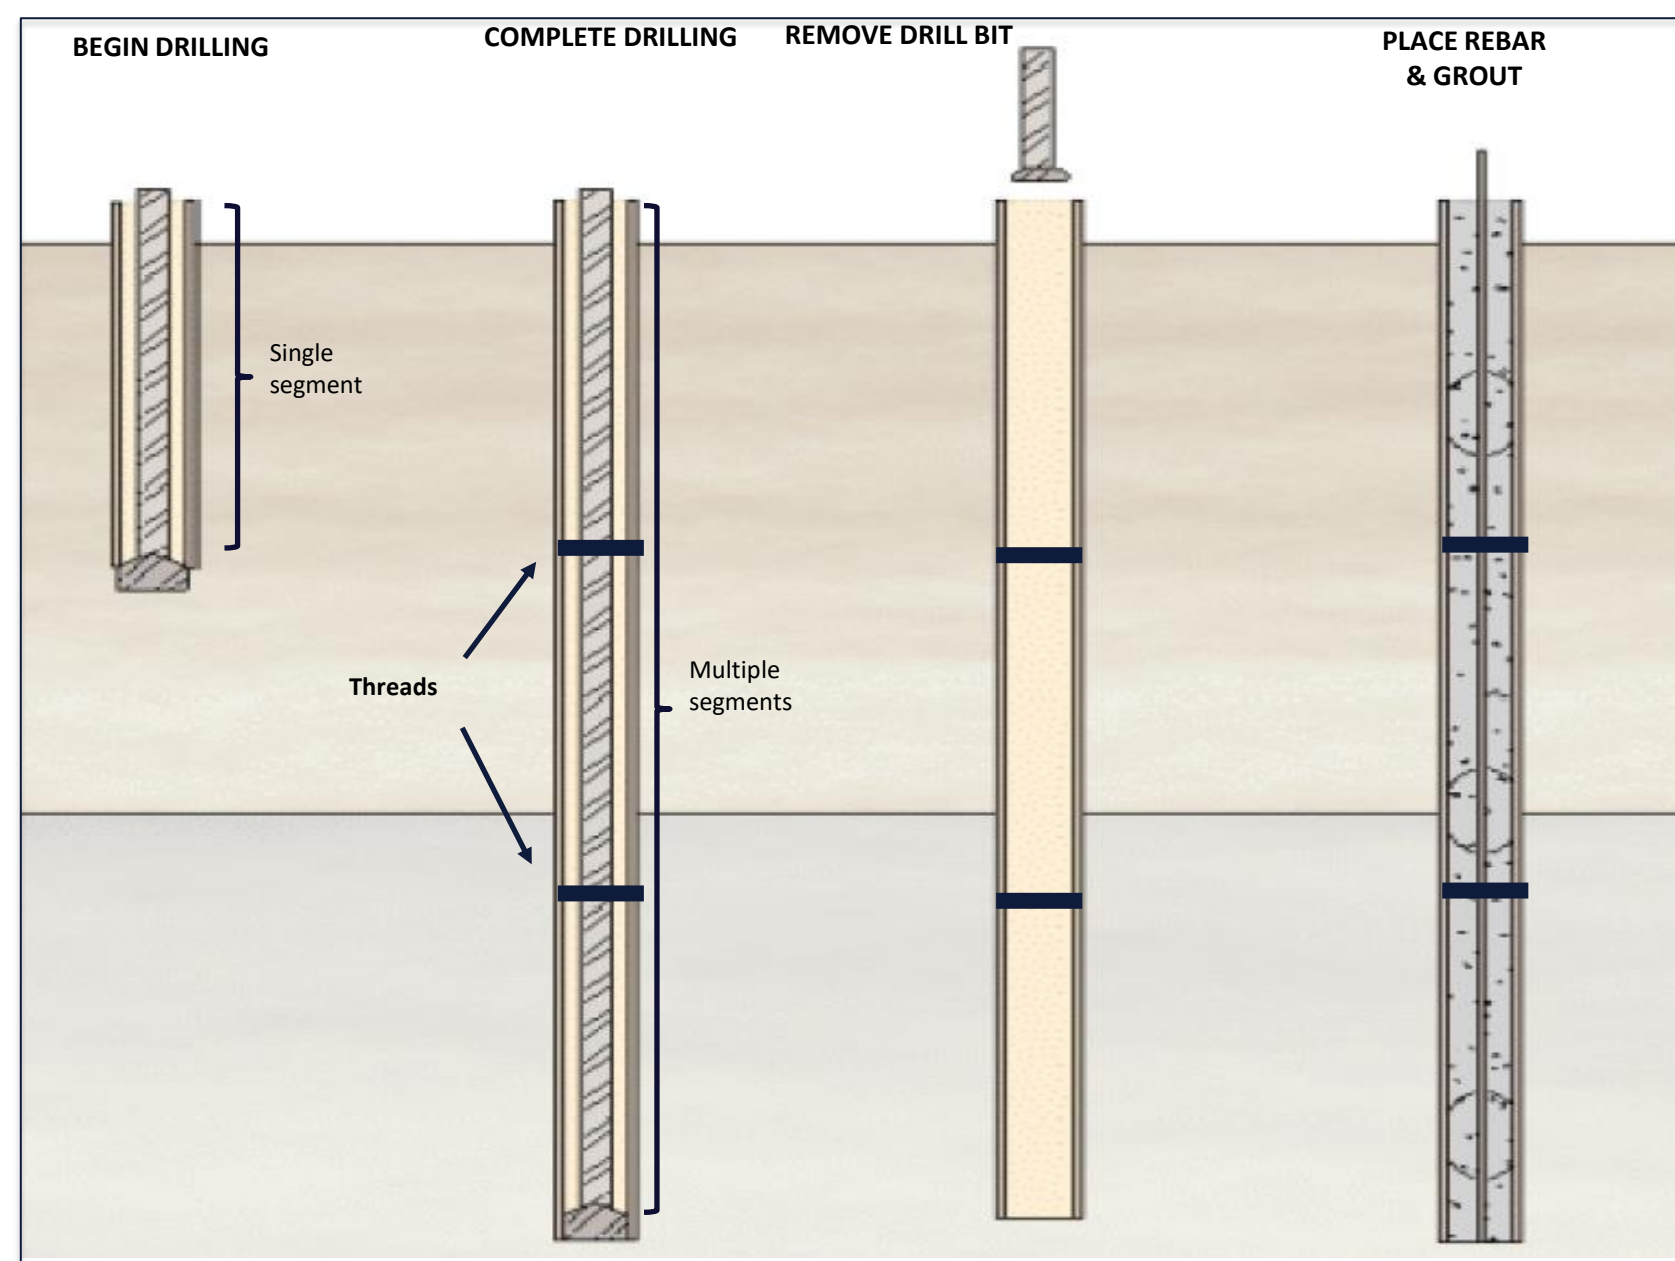 BEGIN DRILLING
COMPLETE DRILLING
REMOVE DRILL BIT
PLACE REBAR
& GROUT
Single
segment
Threads
Multiple
segments